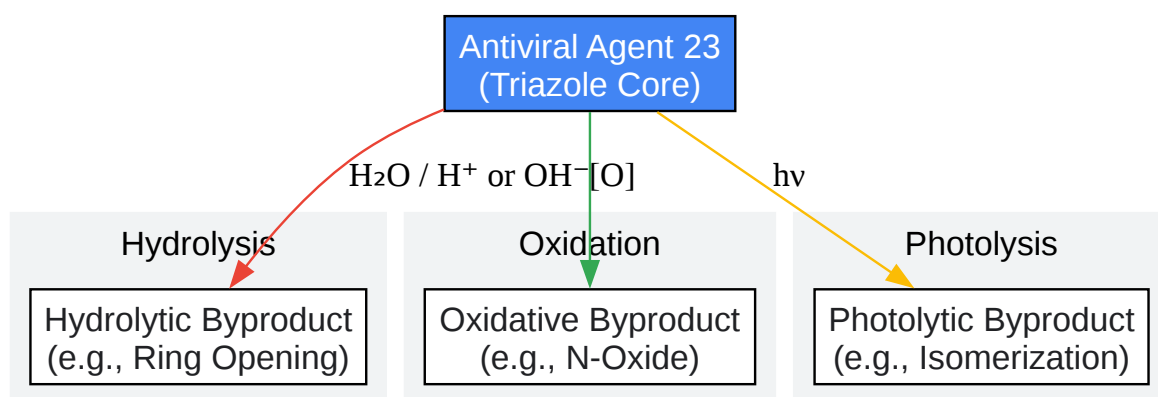 Antiviral Agent 23
(Triazole Core)
H₂O / H⁺ or OH⁻
[O]
hν
Hydrolysis
Oxidation
Photolysis
Hydrolytic Byproduct
(e.g., Ring Opening)
Oxidative Byproduct
(e.g., N-Oxide)
Photolytic Byproduct
(e.g., Isomerization)